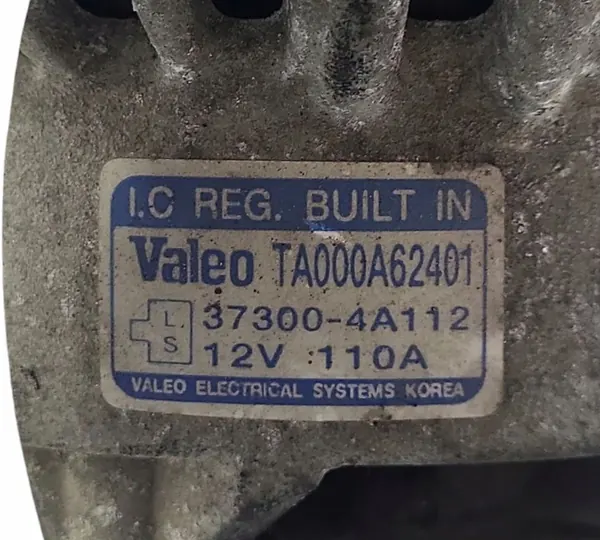 I.C REG. BUILT IN
Valeo TA000A62401
L 37300-4A112
S 12V 110A
VALEO ELECTRICAL SYSTEMS KOREA